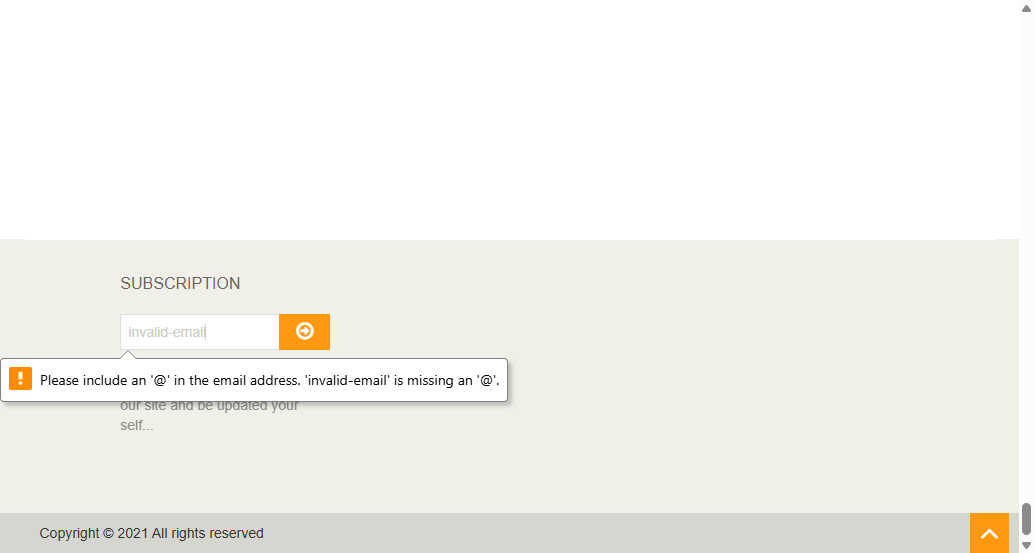 SUBSCRIPTION
invalid-email
Please include an '@' in the email address. 'invalid-email' is missing an '@'.
our site and be updated your
self...
Copyright © 2021 All rights reserved